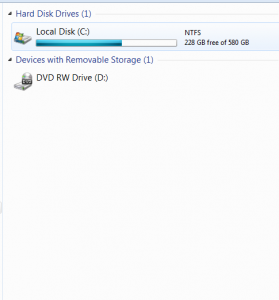 Hard Disk Drives (1)
Local Disk (C:)
NTFS
228 GB free of 580 GB
Devices with Removable Storage (1)
DVD RW Drive (D:)